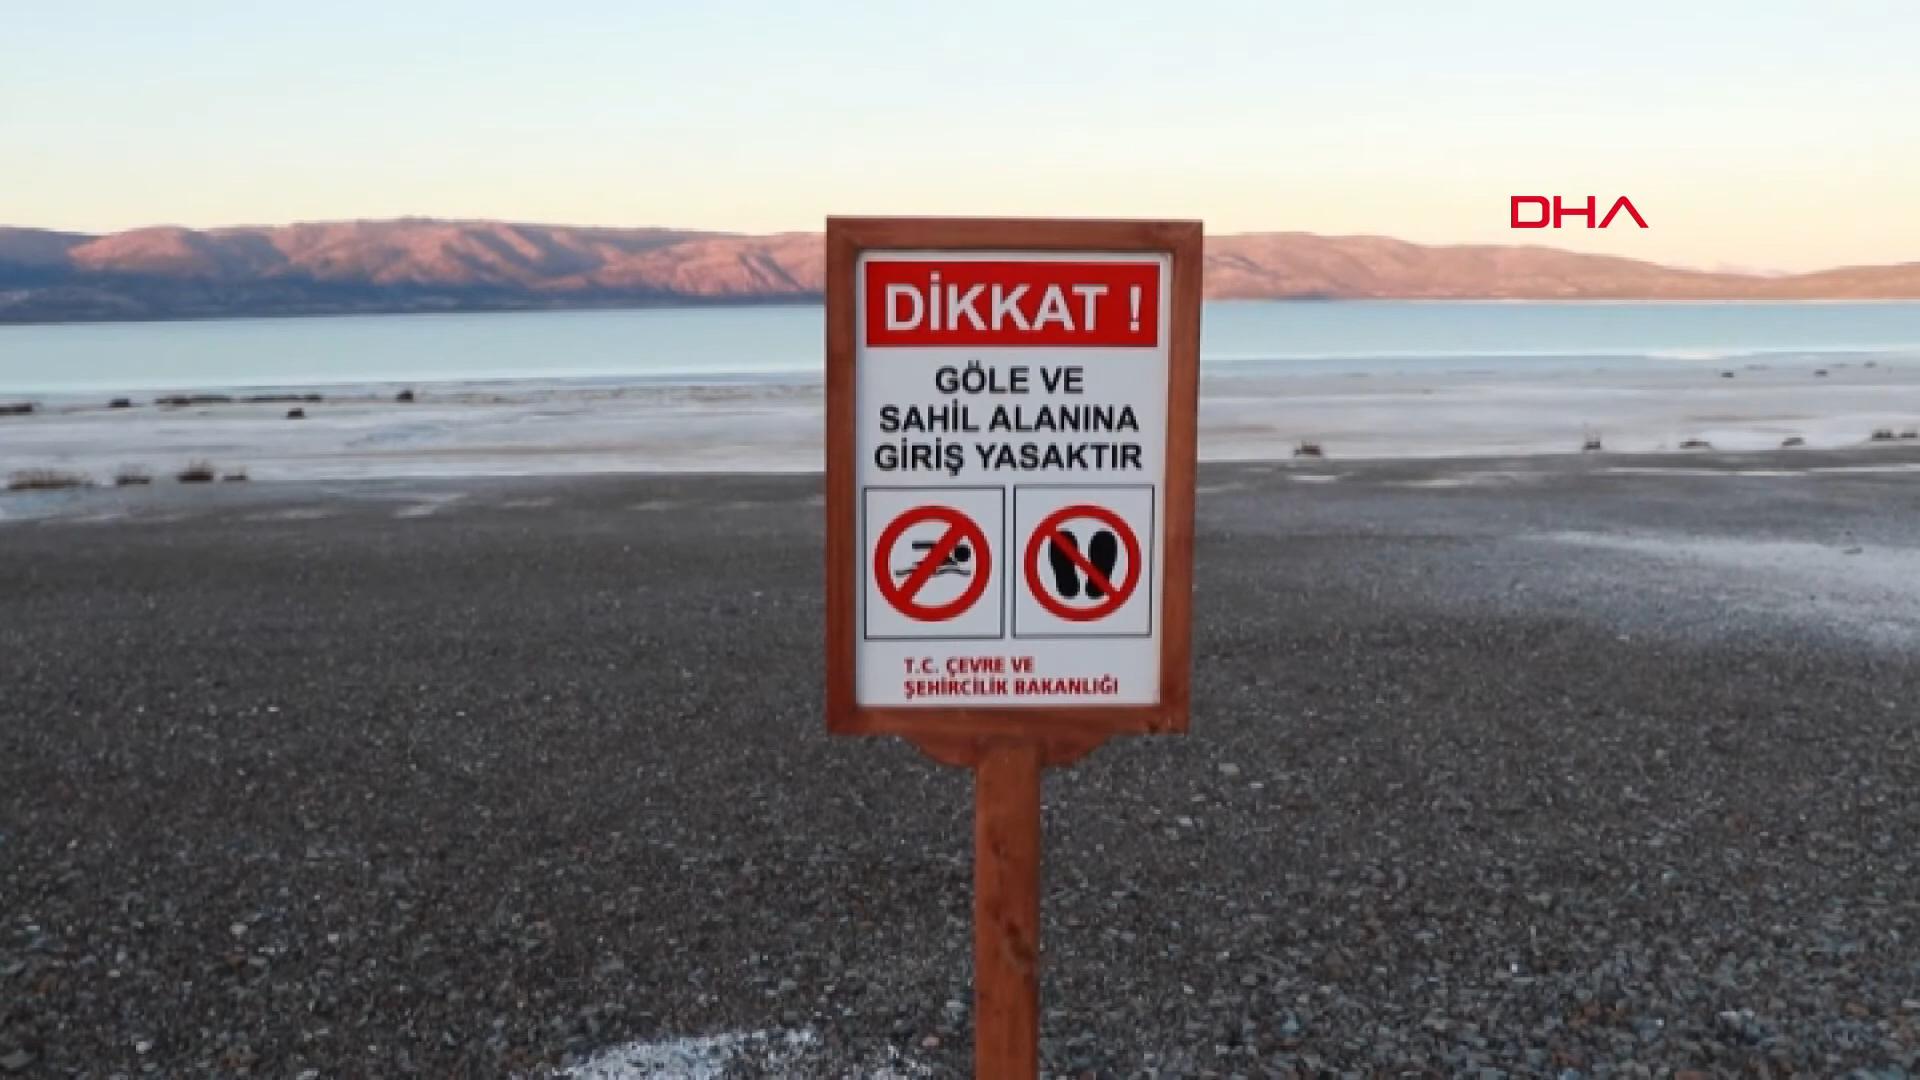 DHA
DİKKAT !
GÖLE VE
SAHİL ALANINA
GİRİŞ YASAKTIR
T.C. ÇEVRE VE
ŞEHİRCİLİK BAKANLIĞI